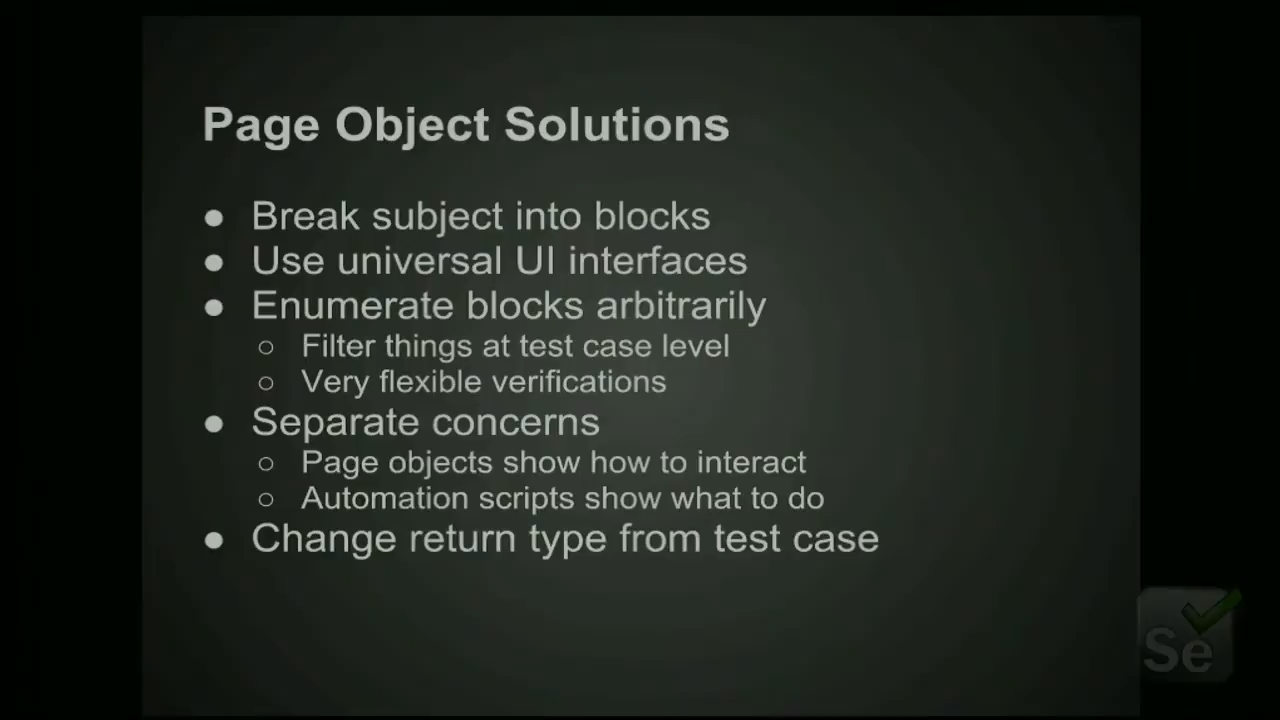 Page Object Solutions
● Break subject into blocks
● Use universal UI interfaces
● Enumerate blocks arbitrarily
○ Filter things at test case level
○ Very flexible verifications
● Separate concerns
○ Page objects show how to interact
○ Automation scripts show what to do
● Change return type from test case
Se